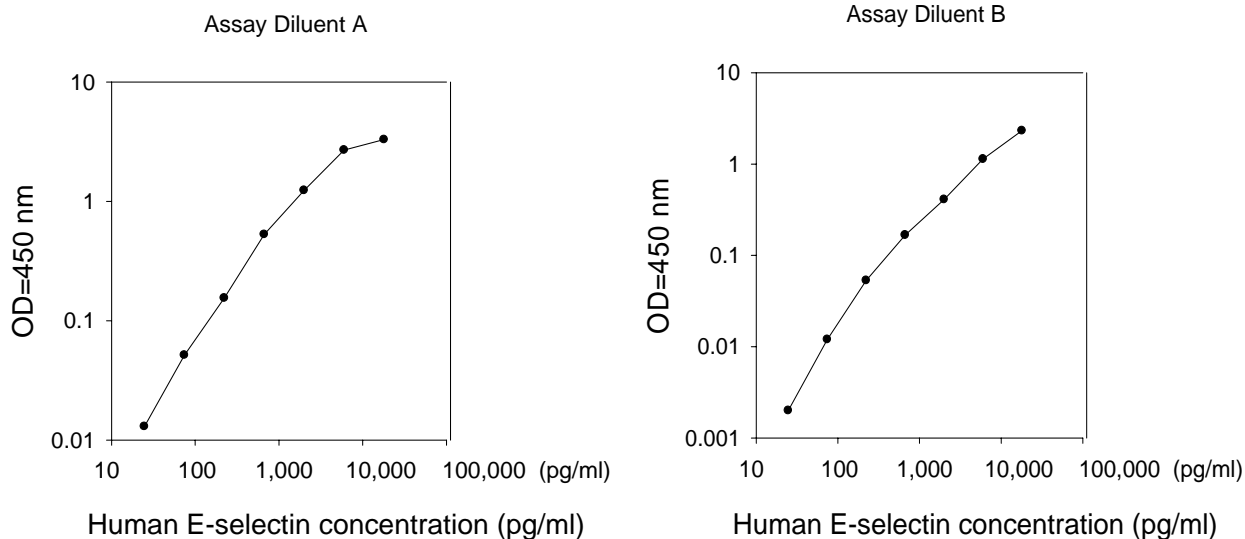 Assay Diluent A
10
1
0.1
0.01
OD=450 nm
10 100 1,000 10,000 100,000 (pg/ml)
Human E-selectin concentration (pg/ml)
Assay Diluent B
10
1
0.1
0.01
0.001
OD=450 nm
10 100 1,000 10,000 100,000 (pg/ml)
Human E-selectin concentration (pg/ml)